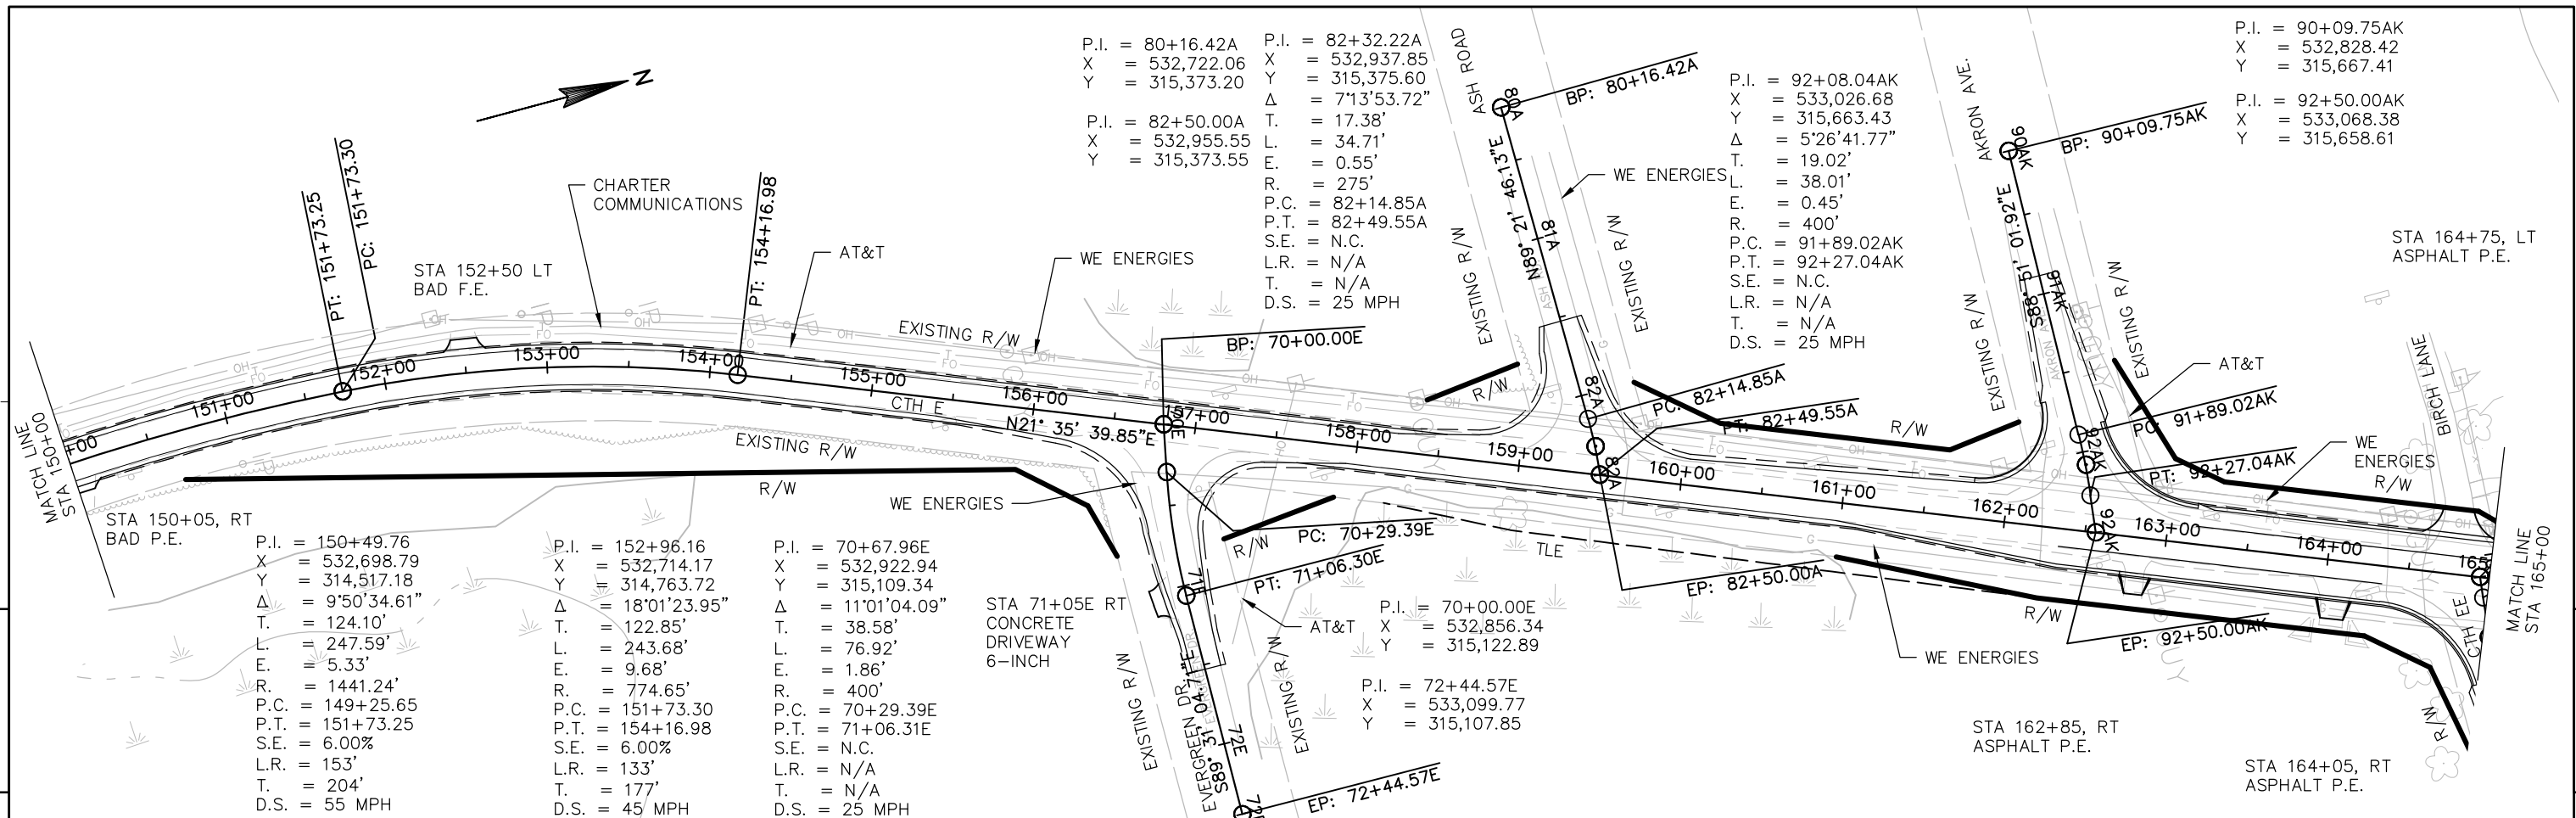 P.I. = 80+16.42A
X = 532,722.06
Y = 315,373.20
P.I. = 82+50.00A
X = 532,955.55
Y = 315,373.55
P.I. = 82+32.22A
X = 532,937.85
Y = 315,375.60
Δ = 7°13'53.72"
T. = 17.38'
L. = 34.71'
E. = 0.55'
R. = 275'
P.C. = 82+14.85A
P.T. = 82+49.55A
S.E. = N.C.
L.R. = N/A
T. = N/A
D.S. = 25 MPH
ASH ROAD
80A
BP: 80+16.42A
N89° 21' 46.13"E
81A
WE ENERGIES
EXISTING R/W
EXISTING R/W
P.I. = 92+08.04AK
X = 533,026.68
Y = 315,663.43
Δ = 5°26'41.77"
T. = 19.02'
L. = 38.01'
E. = 0.45'
R. = 400'
P.C. = 91+89.02AK
P.T. = 92+27.04AK
S.E. = N.C.
L.R. = N/A
T. = N/A
D.S. = 25 MPH
AKRON AVE.
90AK
BP: 90+09.75AK
S88° 51' 01.92"E
91AK
EXISTING R/W
EXISTING R/W
P.I. = 90+09.75AK
X = 532,828.42
Y = 315,667.41
P.I. = 92+50.00AK
X = 533,068.38
Y = 315,658.61
STA 164+75, LT
ASPHALT P.E.
N
PT: 151+73.25
PC: 151+73.30
STA 152+50 LT
BAD F.E.
CHARTER
COMMUNICATIONS
PT: 154+16.98
AT&T
WE ENERGIES
EXISTING R/W
BP: 70+00.00E
MATCH LINE
STA 150+00
+00
151+00
152+00
153+00
154+00
155+00
156+00
157+00
158+00
159+00
160+00
161+00
162+00
163+00
164+00
165
CTH E
N21° 35' 39.85"E
EXISTING R/W
R/W
70E
R/W
82A
PC: 82+14.85A
PT: 82+49.55A
82A
R/W
92AK
AT&T
PC: 91+89.02AK
PT: 92+27.04AK
92AK
WE
ENERGIES
R/W
BIRCH LANE
MATCH LINE
STA 165+00
CTH EE
WE ENERGIES
R/W
PC: 70+29.39E
PT: 71+06.30E
71E
TLE
EP: 82+50.00A
WE ENERGIES
R/W
EP: 92+50.00AK
R/W
STA 150+05, RT
BAD P.E.
P.I. = 150+49.76
X = 532,698.79
Y = 314,517.18
Δ = 9°50'34.61"
T. = 124.10'
L. = 247.59'
E. = 5.33'
R. = 1441.24'
P.C. = 149+25.65
P.T. = 151+73.25
S.E. = 6.00%
L.R. = 153'
T. = 204'
D.S. = 55 MPH
P.I. = 152+96.16
X = 532,714.17
Y = 314,763.72
Δ = 18°01'23.95"
T. = 122.85'
L. = 243.68'
E. = 9.68'
R. = 774.65'
P.C. = 151+73.30
P.T. = 154+16.98
S.E. = 6.00%
L.R. = 133'
T. = 177'
D.S. = 45 MPH
P.I. = 70+67.96E
X = 532,922.94
Y = 315,109.34
Δ = 11°01'04.09"
T. = 38.58'
L. = 76.92'
E. = 1.86'
R. = 400'
P.C. = 70+29.39E
P.T. = 71+06.31E
S.E. = N.C.
L.R. = N/A
T. = N/A
D.S. = 25 MPH
STA 71+05E RT
CONCRETE
DRIVEWAY
6-INCH
EXISTING R/W
EVERGREEN DR.
S89° 31' 04.71"E
72E
EXISTING R/W
AT&T
EP: 72+44.57E
P.I. = 70+00.00E
X = 532,856.34
Y = 315,122.89
P.I. = 72+44.57E
X = 533,099.77
Y = 315,107.85
STA 162+85, RT
ASPHALT P.E.
STA 164+05, RT
ASPHALT P.E.